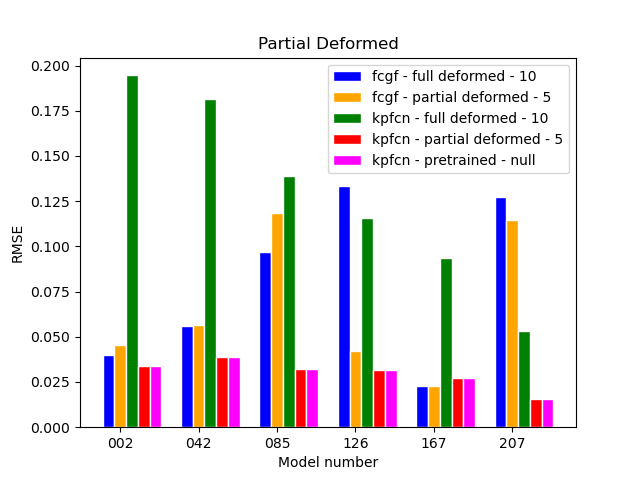 Partial Deformed
fcgf - full deformed - 10
fcgf - partial deformed - 5
kpfcn - full deformed - 10
kpfcn - partial deformed - 5
kpfcn - pretrained - null
RMSE
0.200
0.175
0.150
0.125
0.100
0.075
0.050
0.025
0.000
002 042 085 126 167 207
Model number